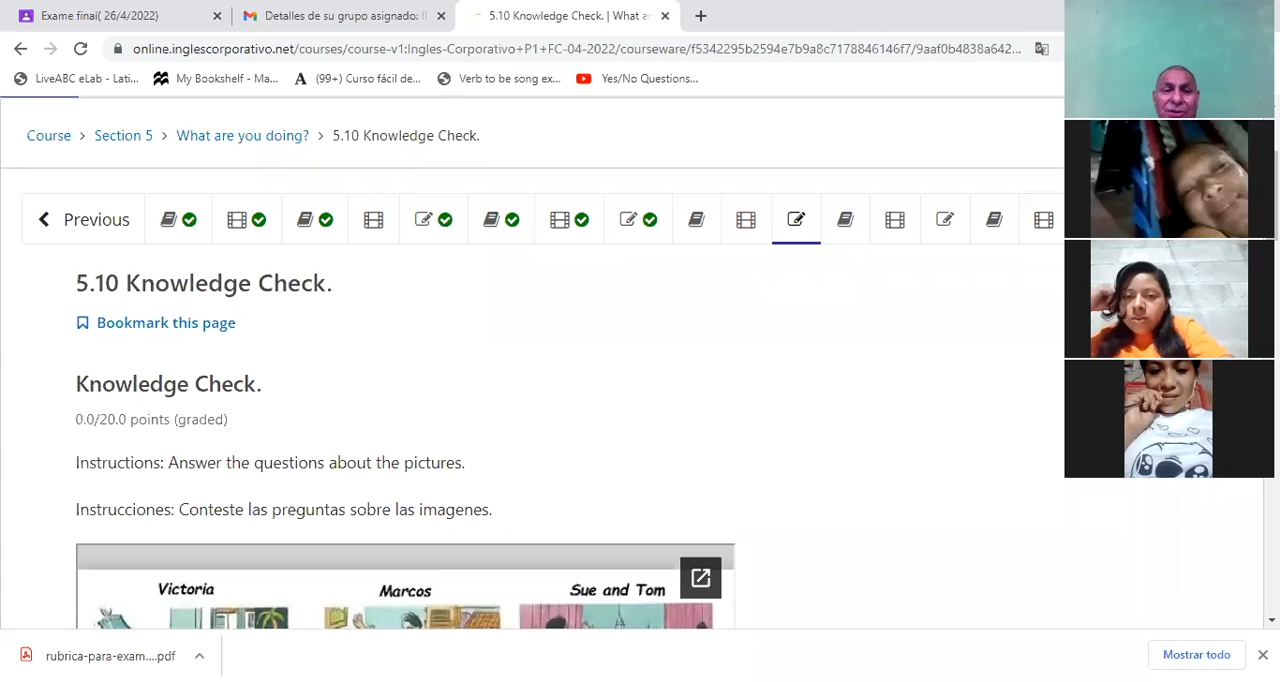 Exame final( 26/4/2022)
Detalles de su grupo asignado: II
5.10 Knowledge Check. | What a
online.inglescorporativo.net/courses/course-v1:Ingles-Corporativo+P1+FC-04-2022/courseware/f5342295b2594e7b9a8c7178846146f7/9aaf0b4838a642...
LiveABC eLab - Lati...
My Bookshelf - Ma...
(99+) Curso fácil de...
Verb to be song ex...
Yes/No Questions...
Course > Section 5 > What are you doing? > 5.10 Knowledge Check.
Previous
5.10 Knowledge Check.
Bookmark this page
Knowledge Check.
0.0/20.0 points (graded)
Instructions: Answer the questions about the pictures.
Instrucciones: Conteste las preguntas sobre las imagenes.
Victoria
Marcos
Sue and Tom
rubrica-para-exam....pdf
Mostrar todo